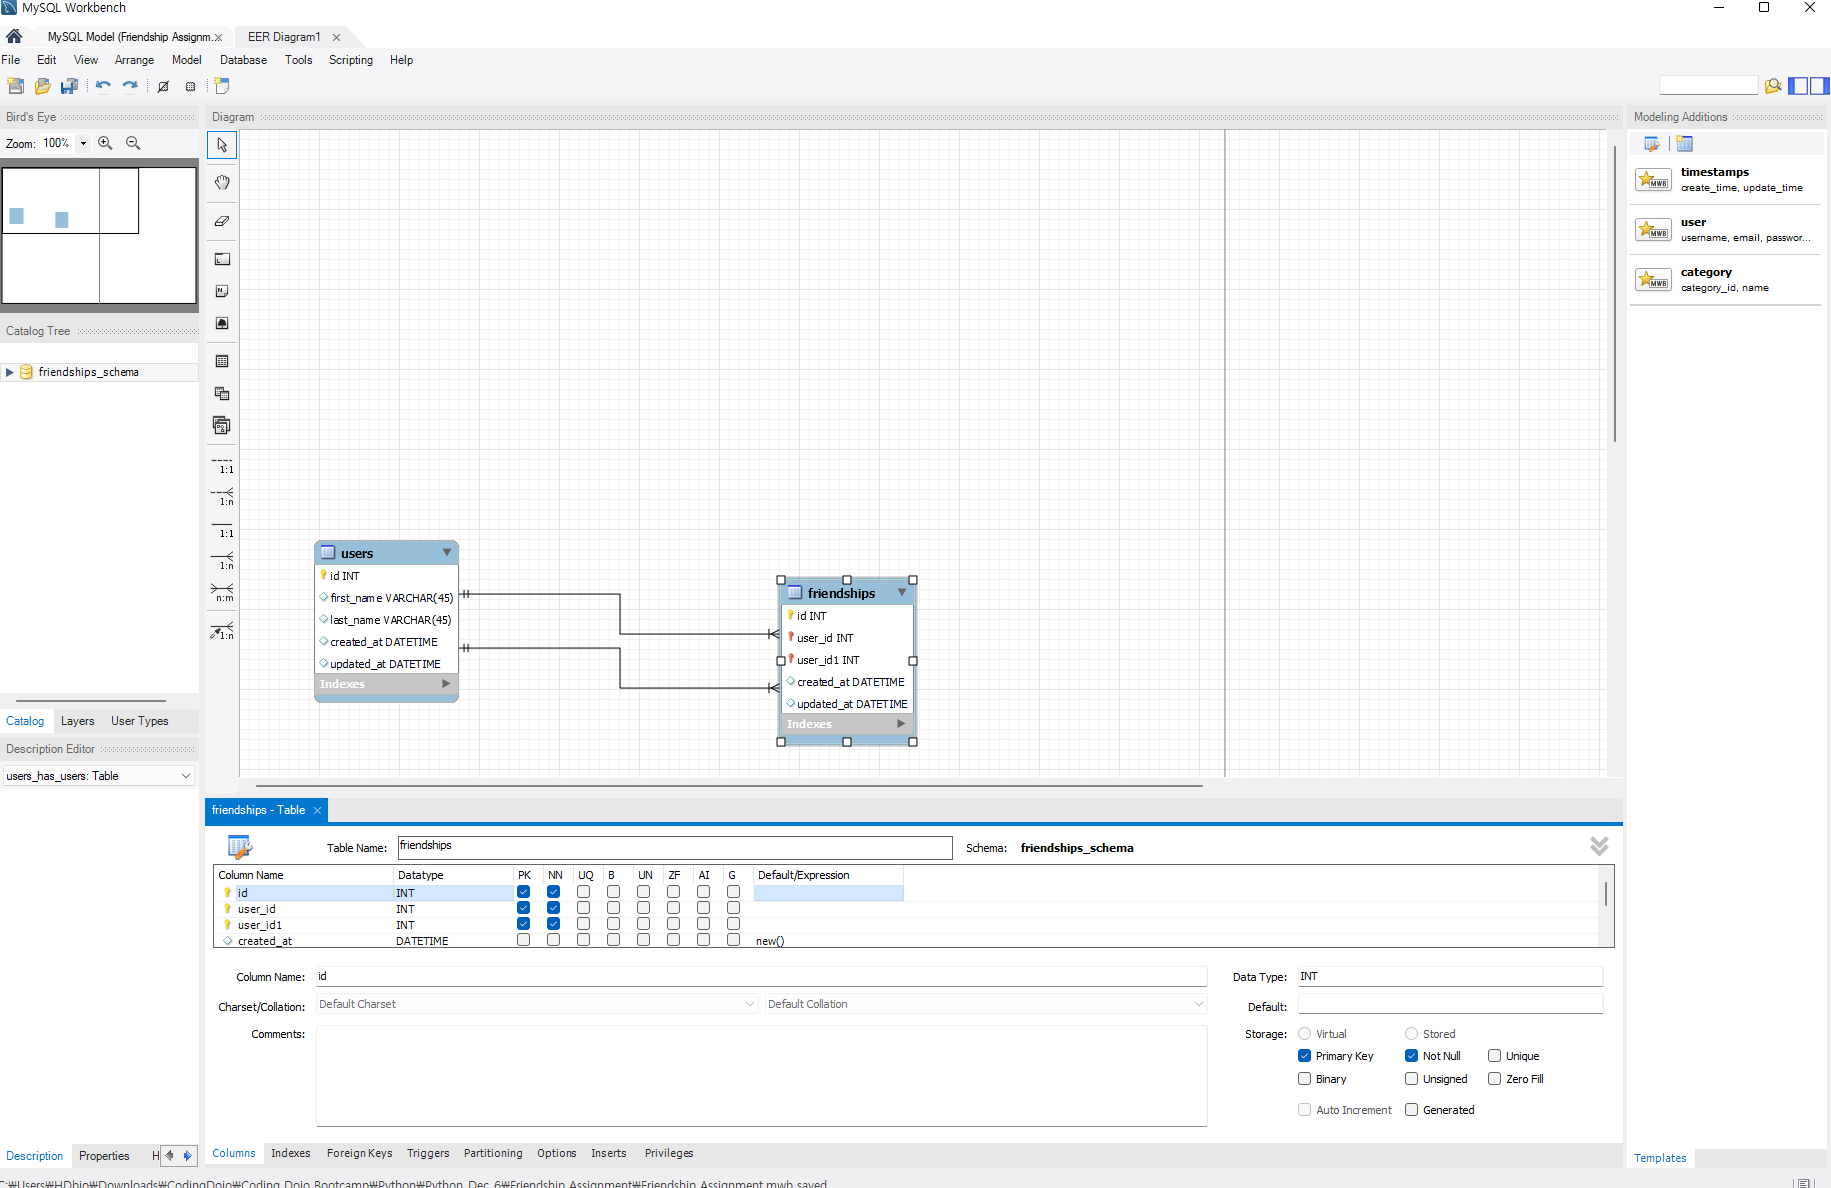 MySQL Workbench
MySQL Model (Friendship Assignm.× EER Diagram1 ×
File Edit View Arrange Model Database Tools Scripting Help
Bird's Eye
Diagram
Modeling Additions
Zoom: 100%
timestamps
create_time, update_time
user
username, email, passwor...
category
category_id, name
Catalog Tree
friendships_schema
1:1
1:n
1:1
1:n
n:m
1:n
users
id INT
first_name VARCHAR(45)
last_name VARCHAR(45)
created_at DATETIME
updated_at DATETIME
Indexes
friendships
id INT
user_id INT
user_id1 INT
created_at DATETIME
updated_at DATETIME
Indexes
Catalog Layers User Types
Description Editor
users_has_users: Table
friendships - Table ×
Table Name: friendships Schema: friendships_schema
Column Name Datatype PK NN UQ B UN ZF AI G Default/Expression
id INT
user_id INT
user_id1 INT
created_at DATETIME new()
Column Name: id Data Type: INT
Charset/Collation: Default Charset Default Collation Default:
Comments: Storage: Virtual Stored
Primary Key Not Null Unique
Binary Unsigned Zero Fill
Auto Increment Generated
Description Properties H
Columns Indexes Foreign Keys Triggers Partitioning Options Inserts Privileges
Templates
C:₩Users₩HDhio₩Downloads₩CodingDojo₩Coding Dojo Bootcamp₩Python₩Python Dec 6₩Friendship Assignment₩Friendship Assignment.mwb saved.